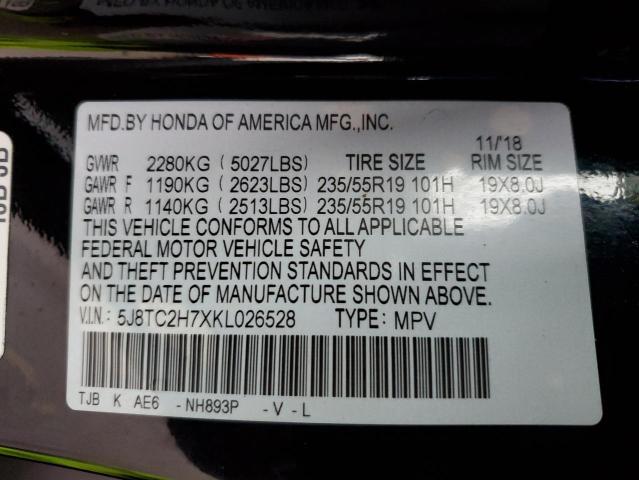 MFD.BY HONDA OF AMERICA MFG.,INC.
11/'18
GVWR 2280KG ( 5027LBS) TIRE SIZE RIM SIZE
GAWR F 1190KG ( 2623LBS) 235/55R19 101H 19X8.0J
GAWR R 1140KG ( 2513LBS) 235/55R19 101H 19X8.0J
THIS VEHICLE CONFORMS TO ALL APPLICABLE
FEDERAL MOTOR VEHICLE SAFETY
AND THEFT PREVENTION STANDARDS IN EFFECT
ON THE DATE OF MANUFACTURE SHOWN ABOVE.
V.I.N.: 5J8TC2H7XKL026528 TYPE: MPV
TJB K AE6 -NH893P -V-L